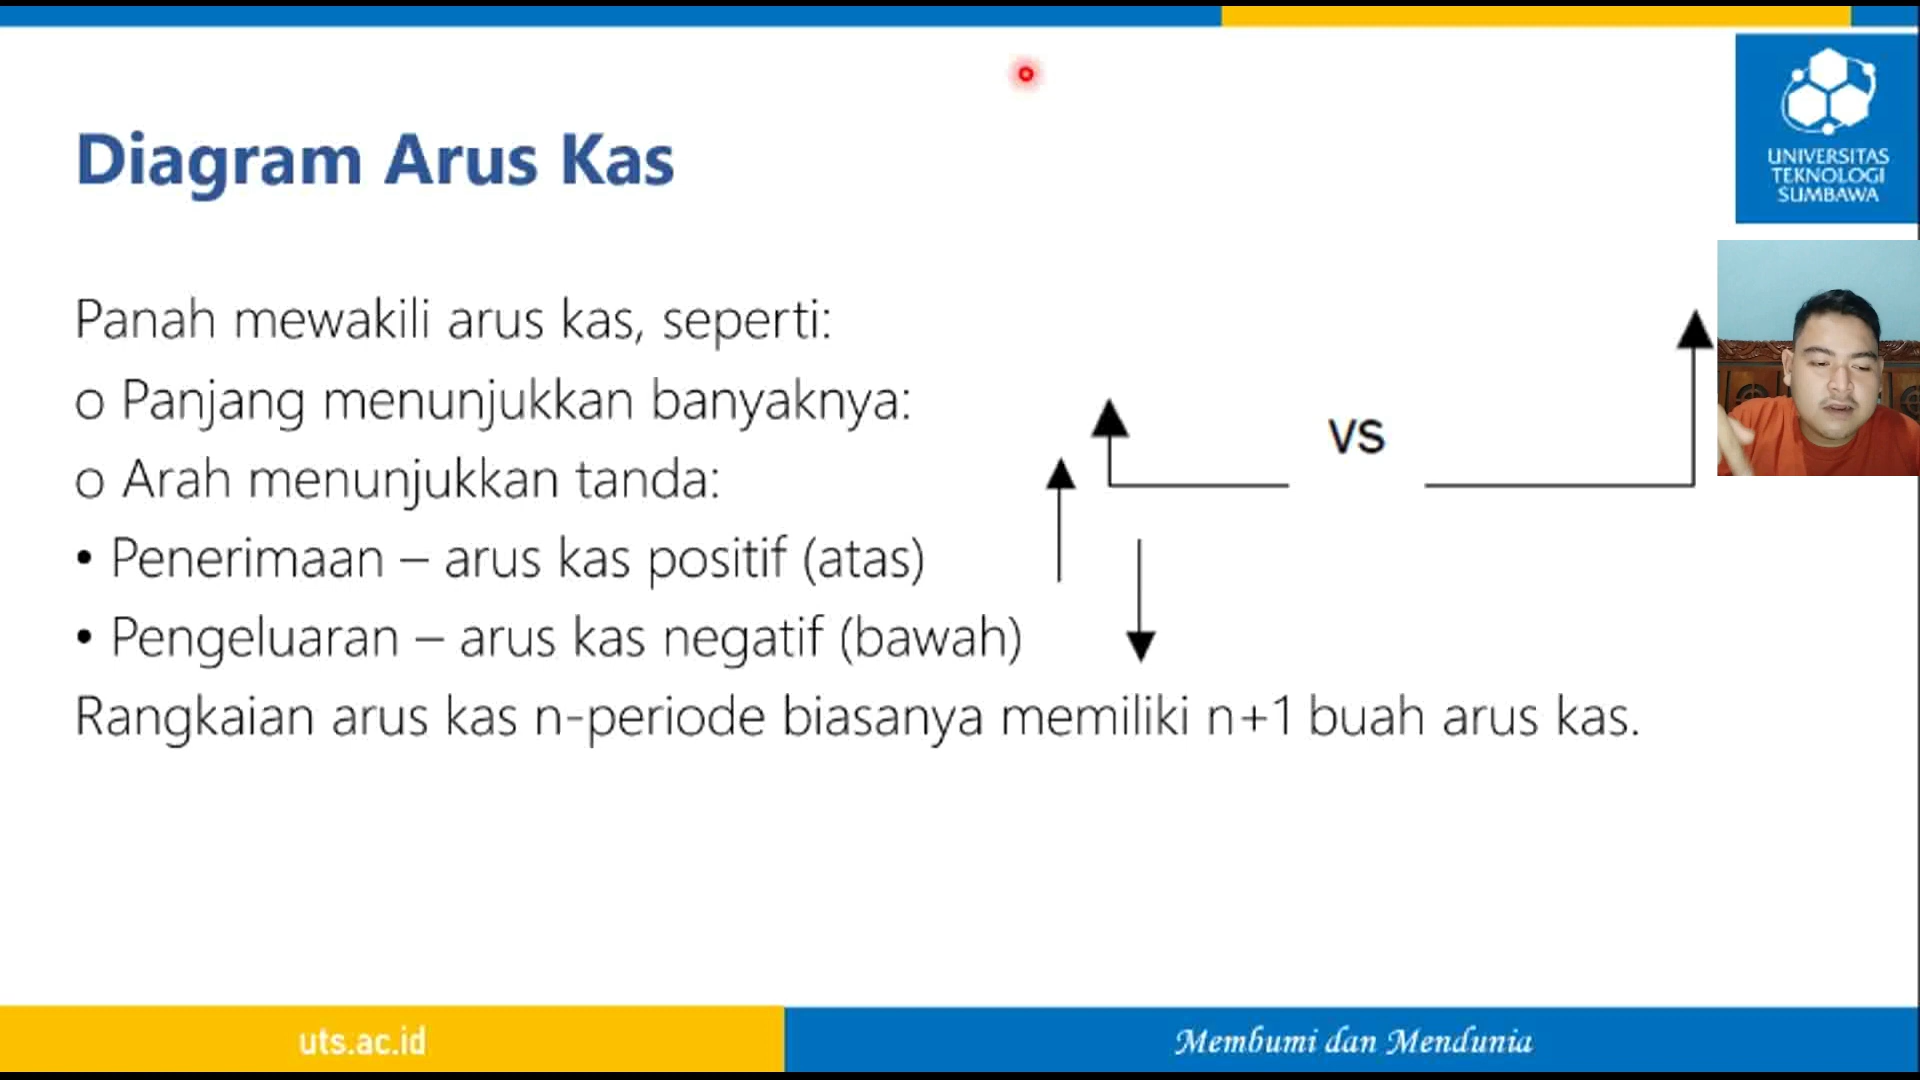 UNIVERSITAS
TEKNOLOGI
SUMBAWA
Diagram Arus Kas
Panah mewakili arus kas, seperti:
o Panjang menunjukkan banyaknya:
VS
o Arah menunjukkan tanda:
• Penerimaan – arus kas positif (atas)
• Pengeluaran – arus kas negatif (bawah)
Rangkaian arus kas n-periode biasanya memiliki n+1 buah arus kas.
uts.ac.id
Membumi dan Mendunia